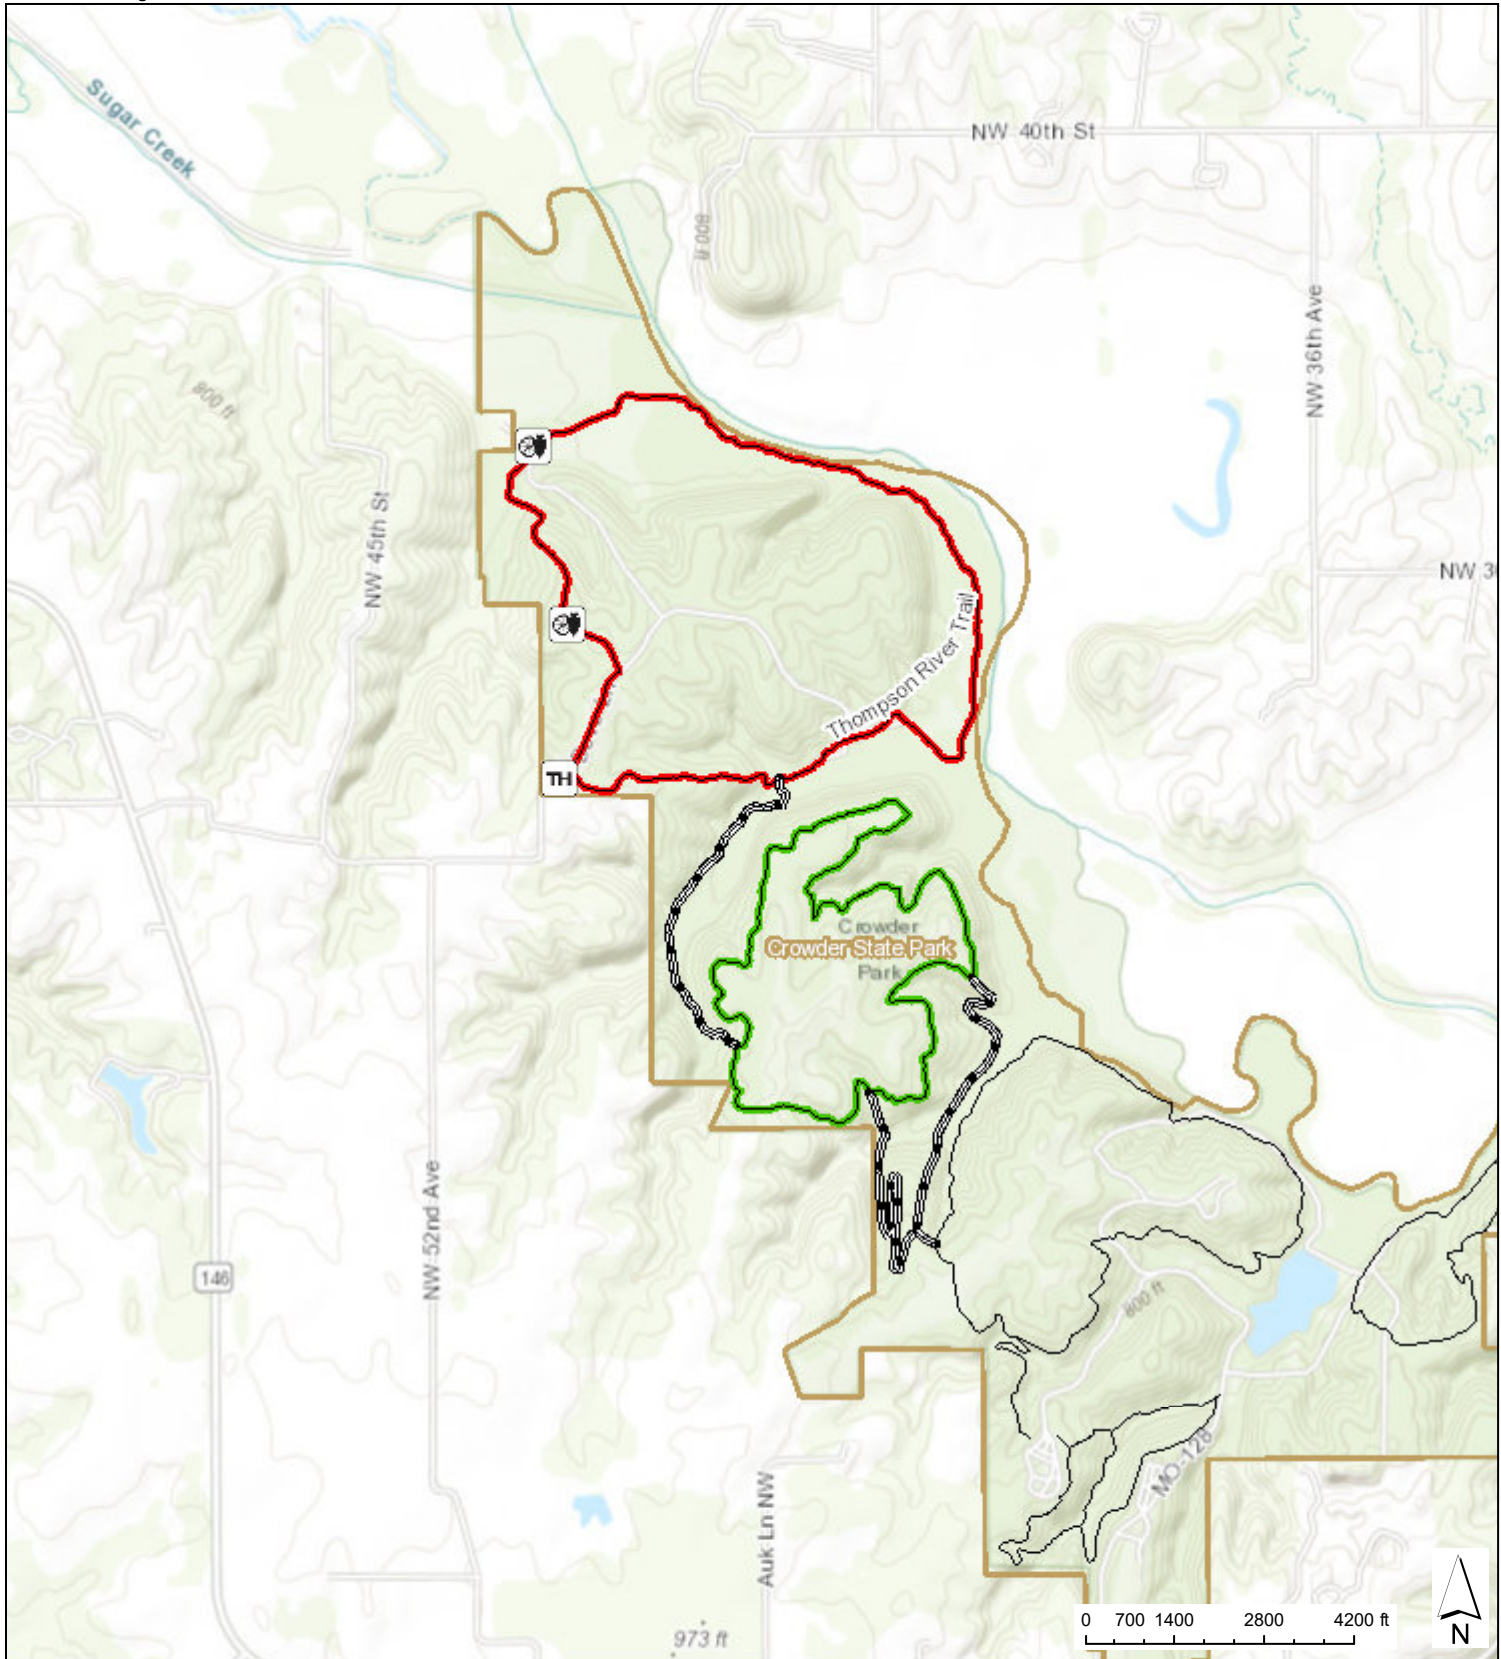 Sugar Creek
NW 40th St
800 ft
NW 36th Ave
800 ft
NW 45th St
NW 3
Thompson River Trail
TH
Crowder
Crowder State Park
Park
NW 52nd Ave
146
800 ft
MO-128
Auk Ln NW
973 ft
0 700 1400 2800 4200 ft
N